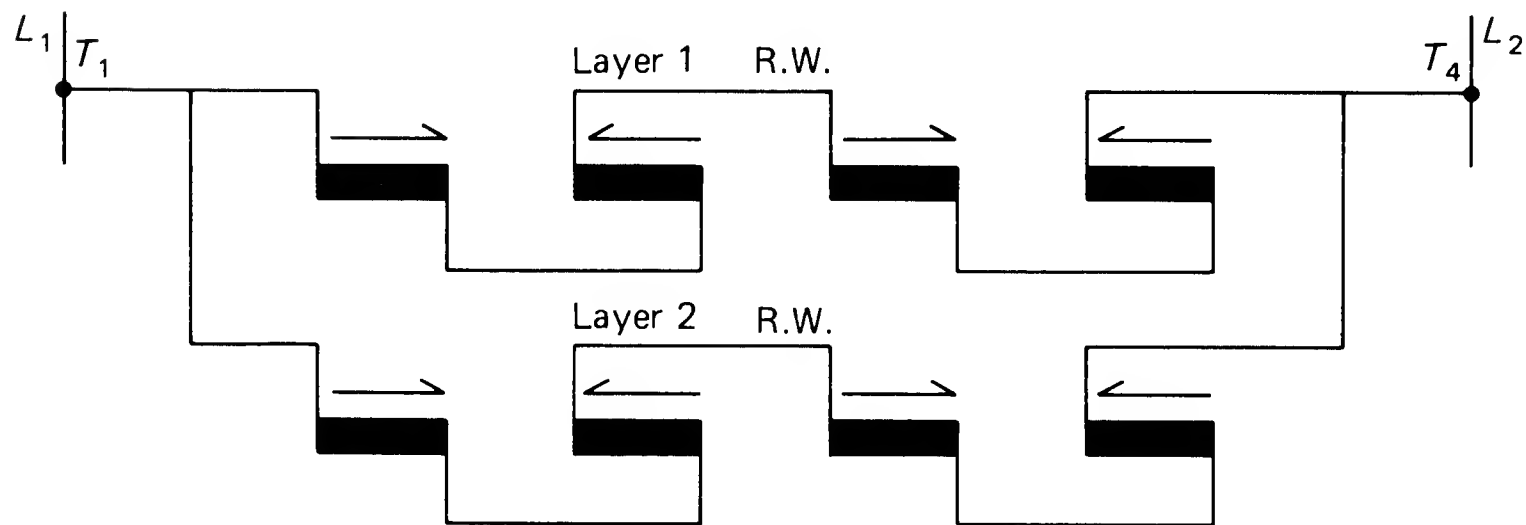 L₁ T₁ Layer 1 R.W. T₄ L₂
Layer 2 R.W.